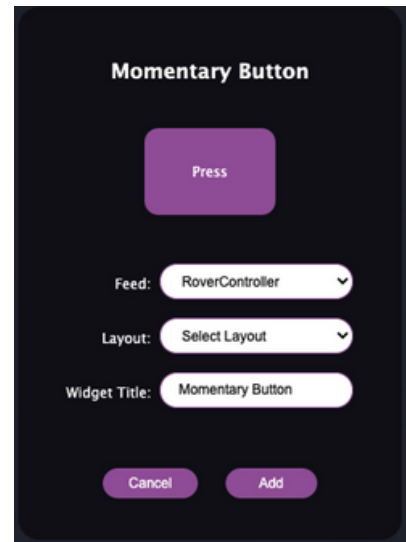 Momentary Button
Press
Feed: RoverController
Layout: Select Layout
Widget Title: Momentary Button
Cancel Add